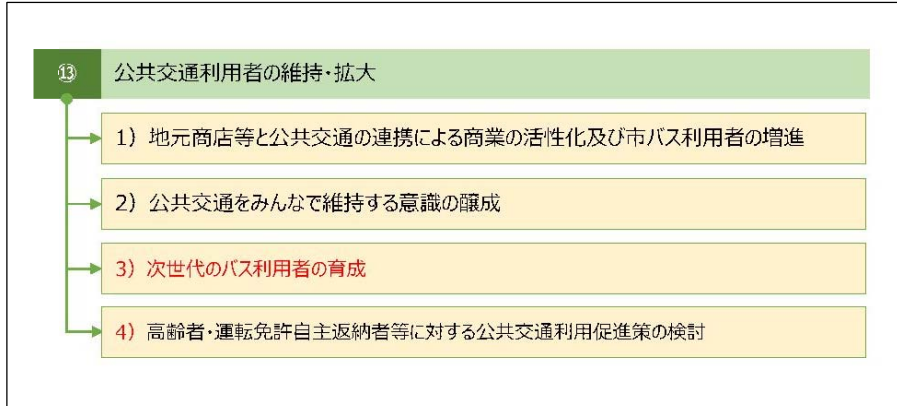 ⑬ 公共交通利用者の維持・拡大
1）地元商店等と公共交通の連携による商業の活性化及び市バス利用者の増進
2）公共交通をみんなで維持する意識の醸成
3）次世代のバス利用者の育成
4）高齢者・運転免許自主返納者等に対する公共交通利用促進策の検討